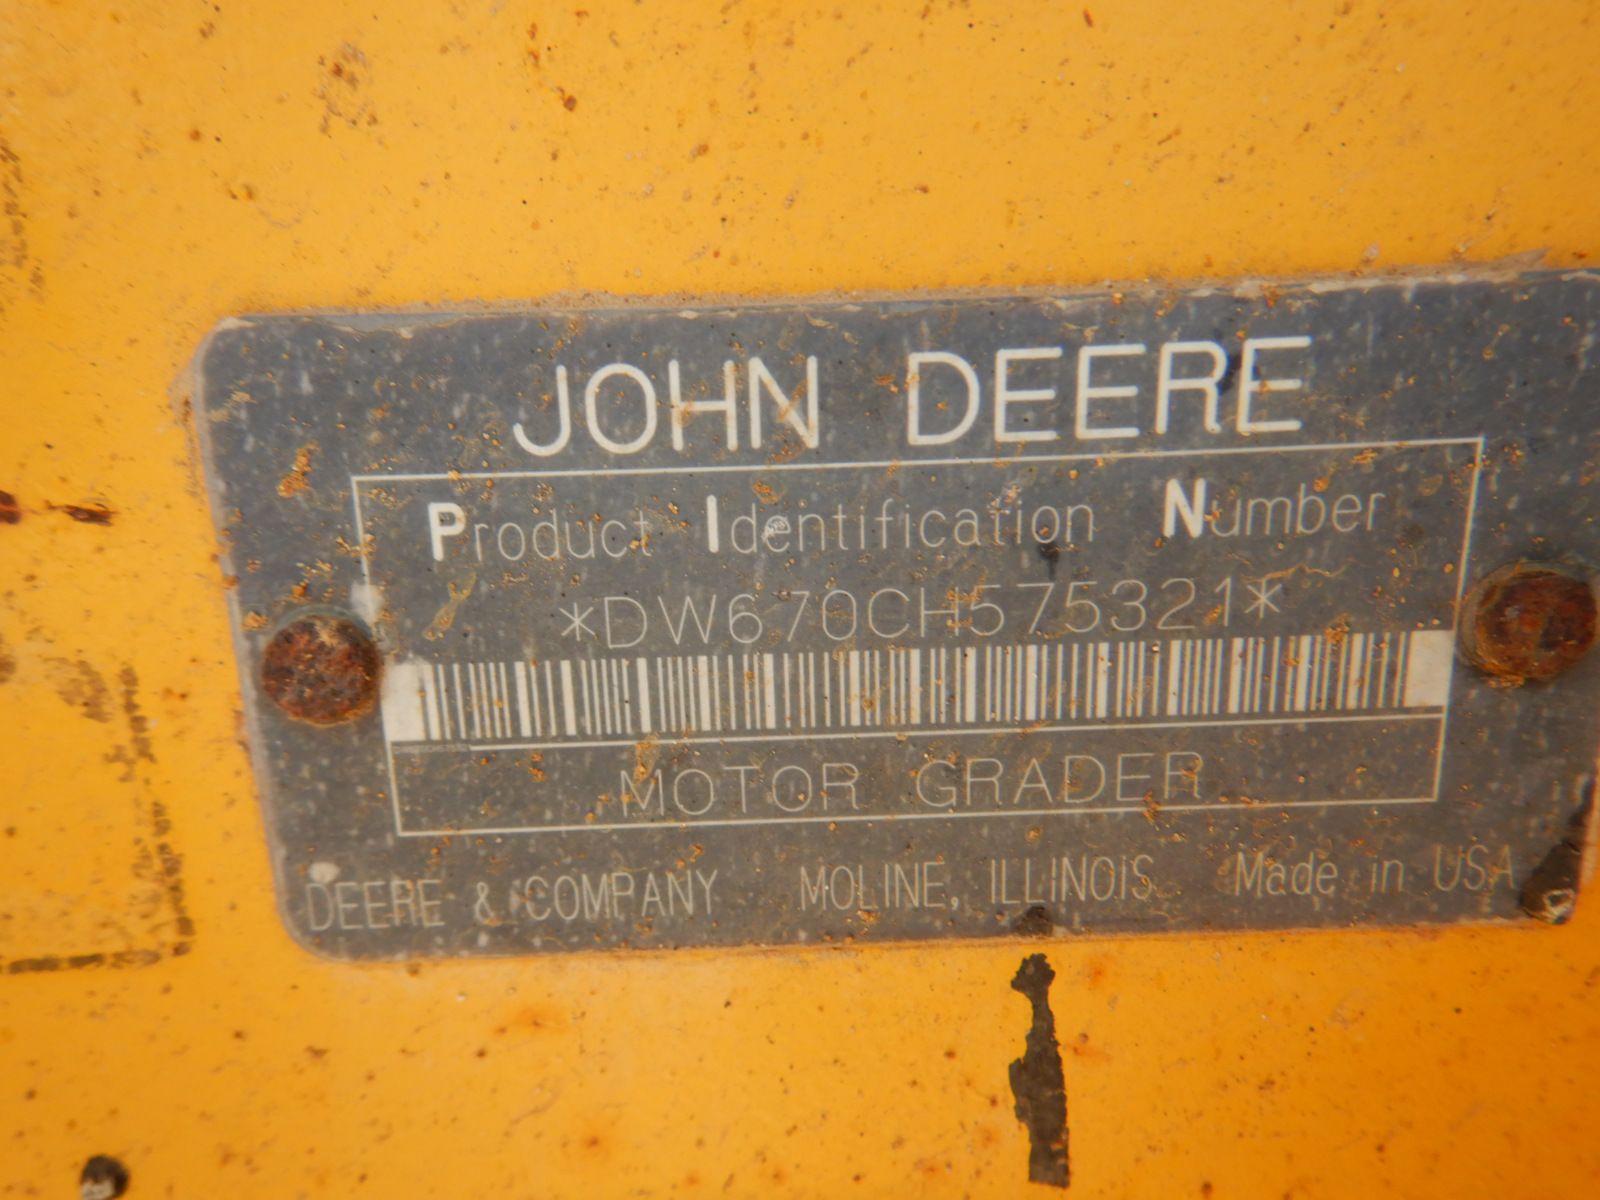 JOHN DEERE
Product Identification Number
*DW670CH575321*
MOTOR GRADER
DEERE & COMPANY MOLINE, ILLINOIS Made in USA